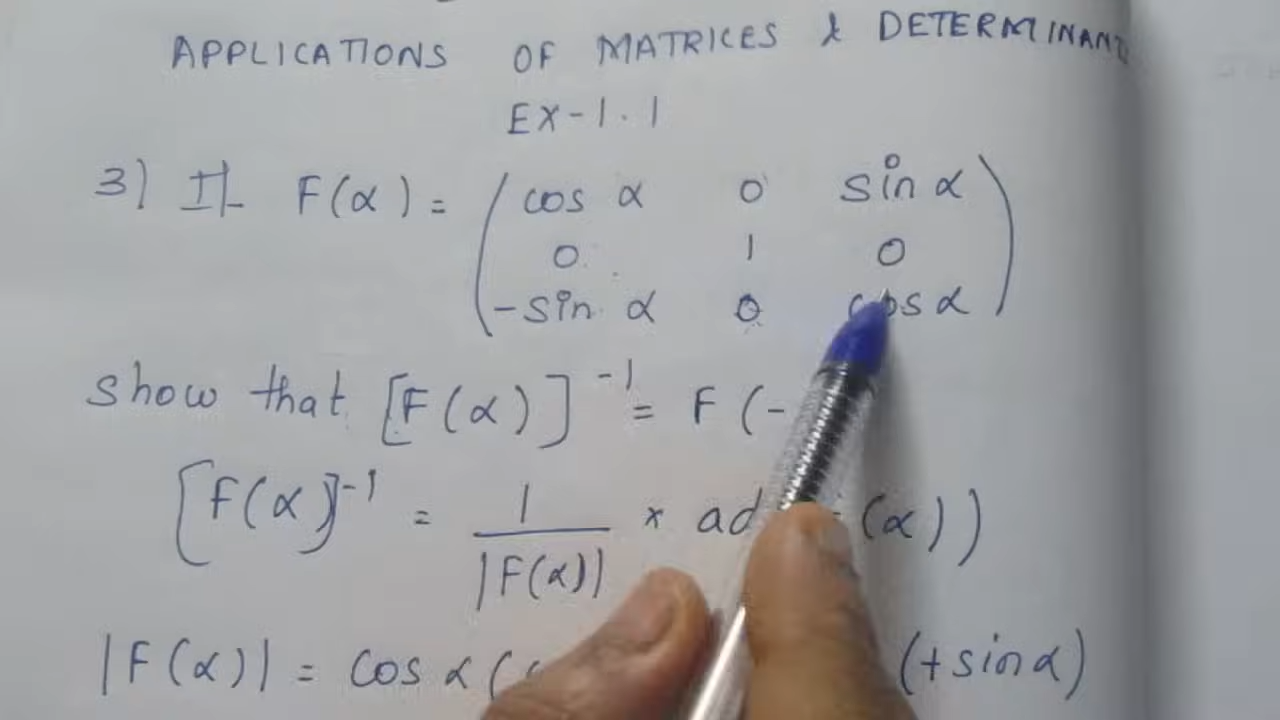 APPLICATIONS OF MATRICES & DETERMINANT
EX-1.1
3) If F(α) = ( cos α 0 sin α
0 1 0
-sin α 0 cos α )
show that [F(α)]⁻¹ = F(-
[F(α)]⁻¹ = 1 / |F(α)| × ad (α))
|F(α)| = cos α ( (+sin α)